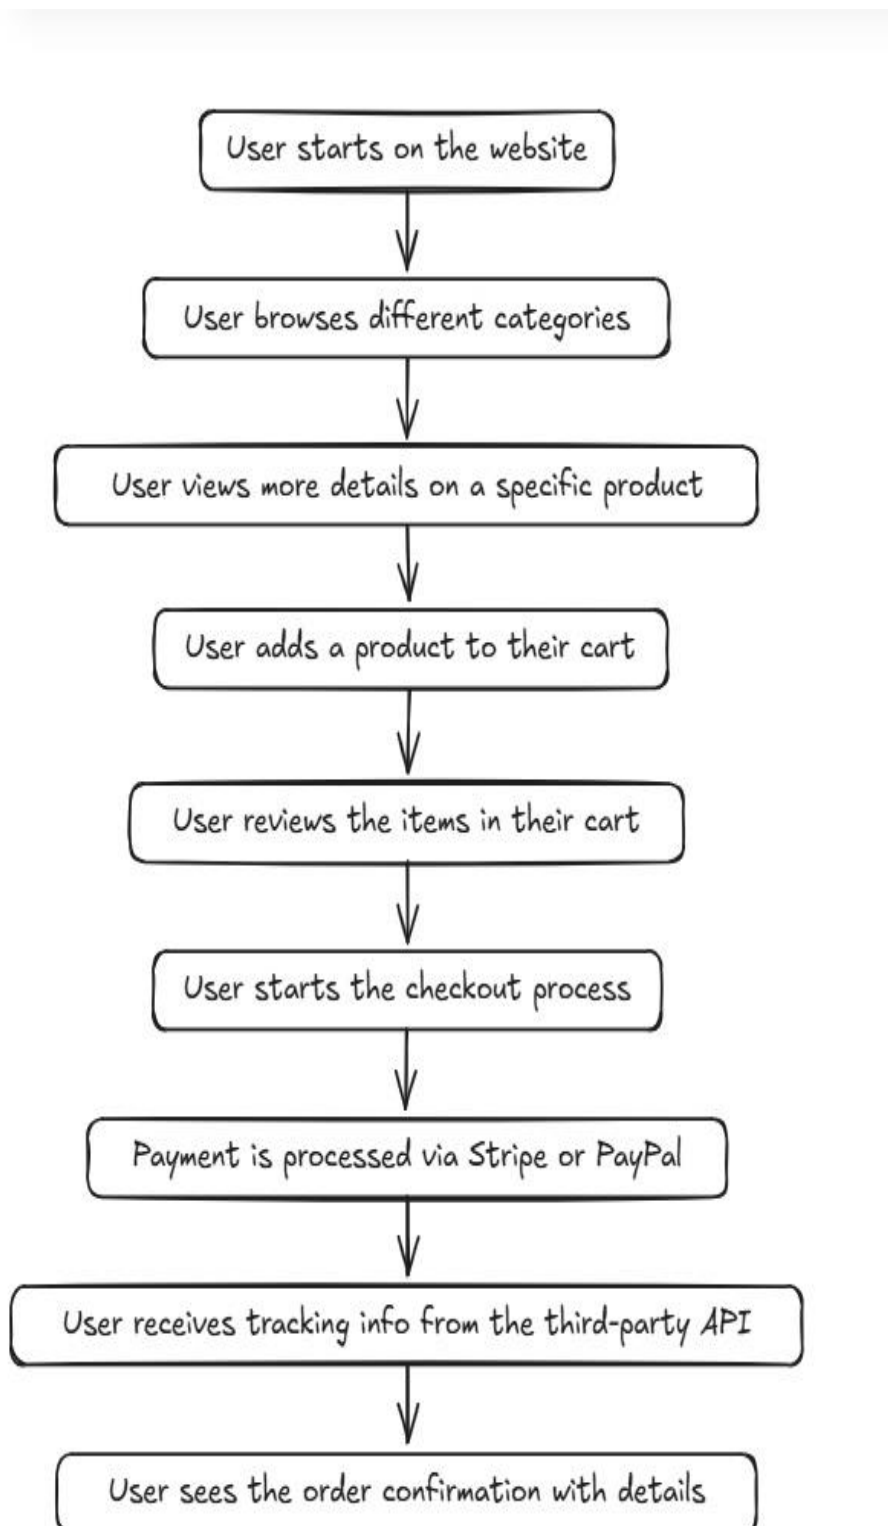 User starts on the website
User browses different categories
User views more details on a specific product
User adds a product to their cart
User reviews the items in their cart
User starts the checkout process
Payment is processed via Stripe or PayPal
User receives tracking info from the third-party API
User sees the order confirmation with details